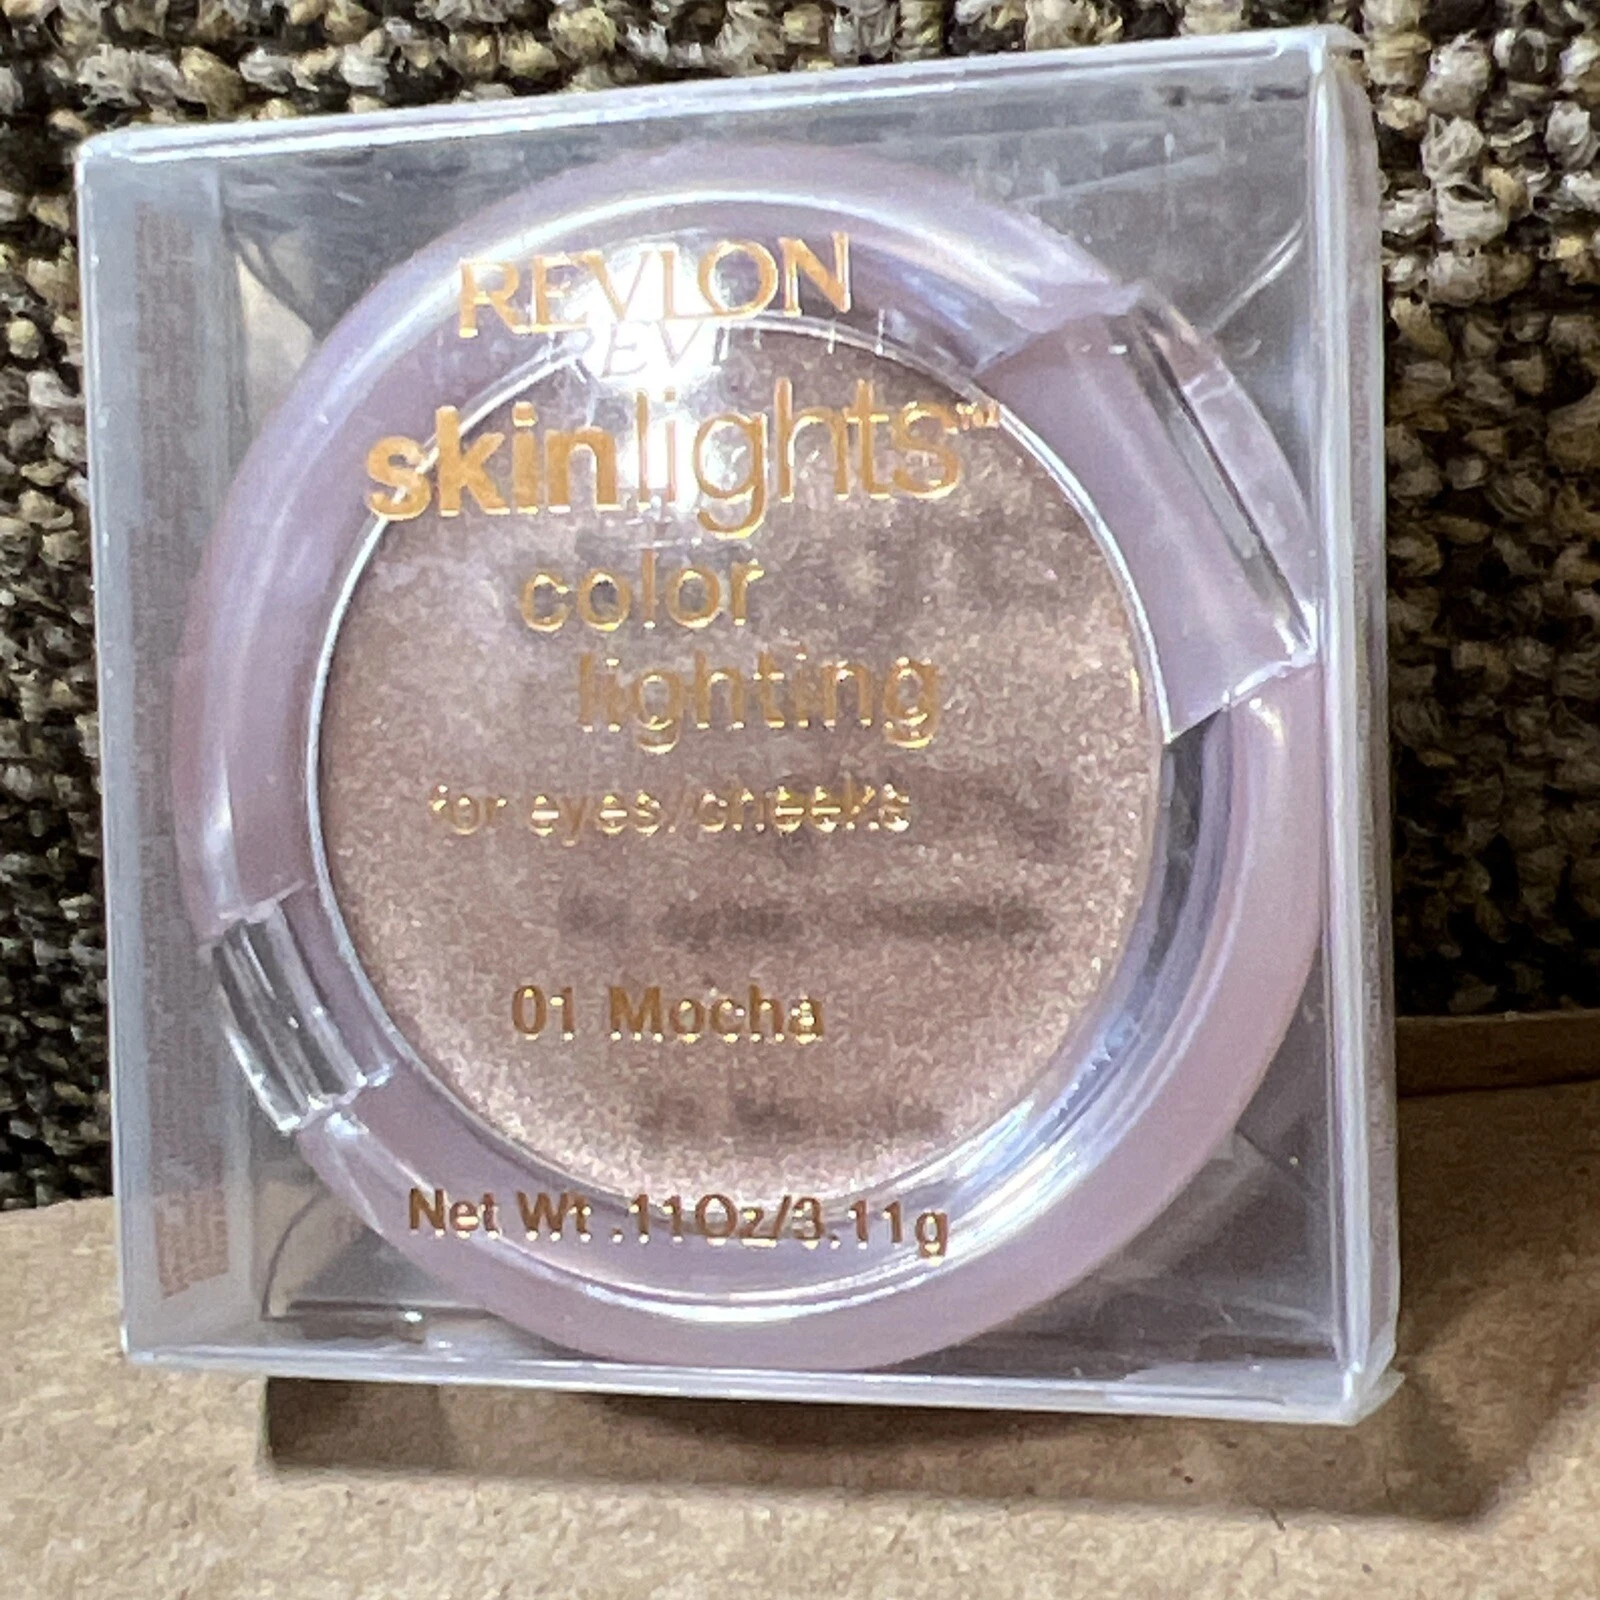 REVLON
skinlights™
color
lighting
for eyes/cheeks
01 Mocha
Net Wt .11Oz/3.11g